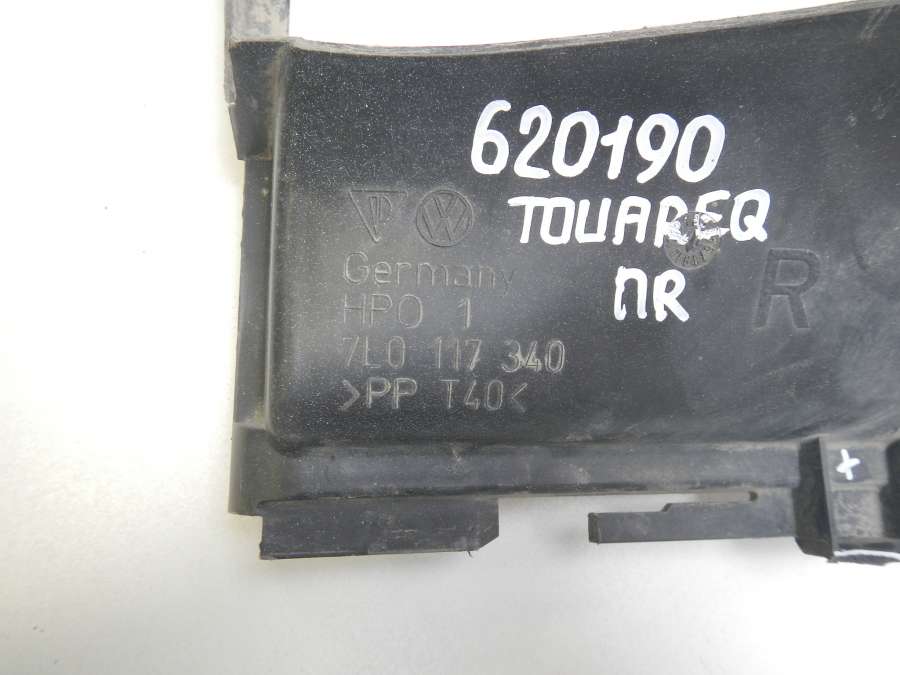 620190
TOUAREQ
ПR
Germany
HPO 1
7L0 117 340
>PP T40<
R
+